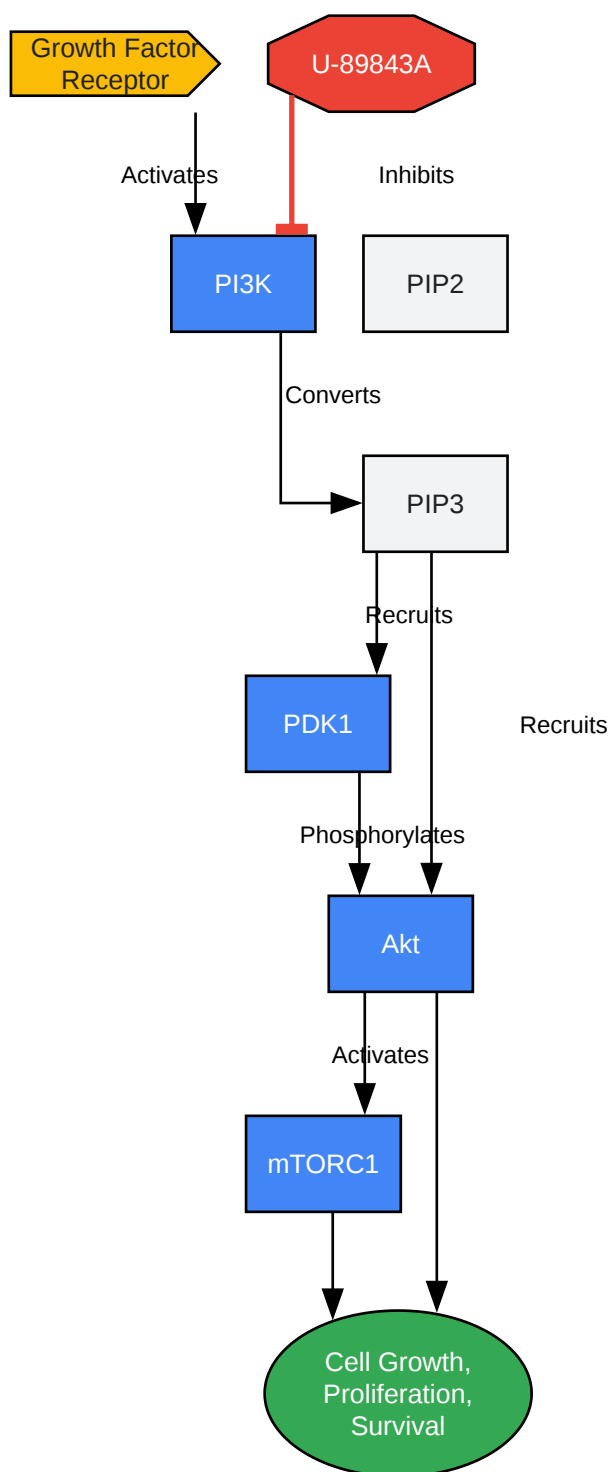 Growth Factor
Receptor
U-89843A
Activates
Inhibits
PI3K
PIP2
Converts
PIP3
Recruits
PDK1
Recruits
Phosphorylates
Akt
Activates
mTORC1
Cell Growth,
Proliferation,
Survival